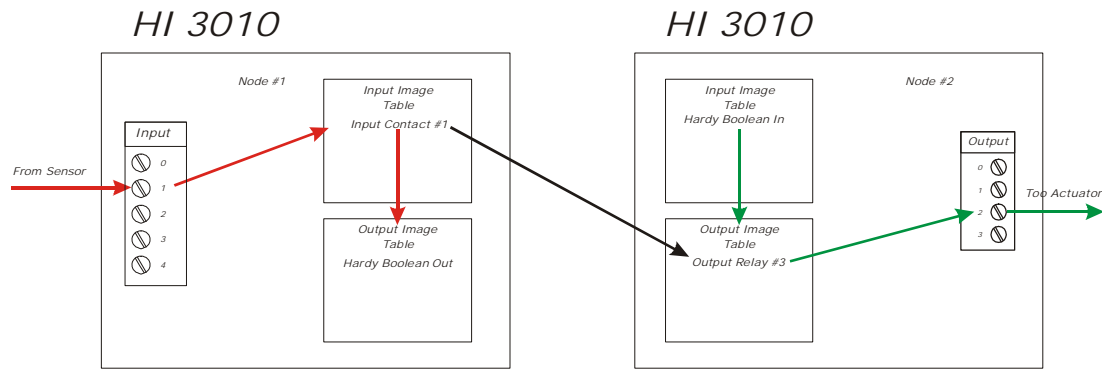 HI 3010
HI 3010
Node #1
Input Image
Table
Input Contact #1
Input
0
1
2
3
4
From Sensor
Output Image
Table
Hardy Boolean Out
Input Image
Table
Hardy Boolean In
Node #2
Output Image
Table
Output Relay #3
Output
0
1
2
3
Too Actuator